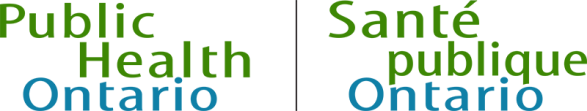 Public
Health
Ontario
Santé
publique
Ontario